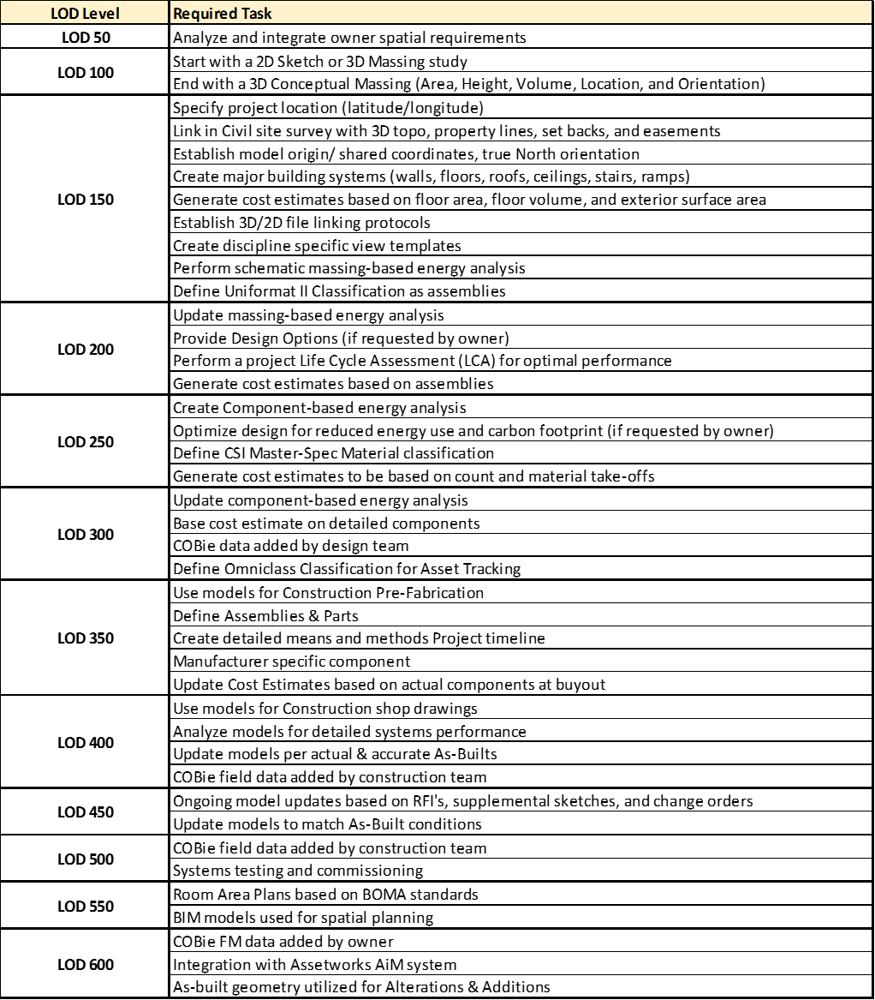 LOD Level Required Task
LOD 50 Analyze and integrate owner spatial requirements
LOD 100
Start with a 2D Sketch or 3D Massing study
End with a 3D Conceptual Massing (Area, Height, Volume, Location, and Orientation)
LOD 150
Specify project location (latitude/longitude)
Link in Civil site survey with 3D topo, property lines, set backs, and easements
Establish model origin/ shared coordinates, true North orientation
Create major building systems (walls, floors, roofs, ceilings, stairs, ramps)
Generate cost estimates based on floor area, floor volume, and exterior surface area
Establish 3D/2D file linking protocols
Create discipline specific view templates
Perform schematic massing-based energy analysis
Define Uniformat II Classification as assemblies
LOD 200
Update massing-based energy analysis
Provide Design Options (if requested by owner)
Perform a project Life Cycle Assessment (LCA) for optimal performance
Generate cost estimates based on assemblies
LOD 250
Create Component-based energy analysis
Optimize design for reduced energy use and carbon footprint (if requested by owner)
Define CSI Master-Spec Material classification
Generate cost estimates to be based on count and material take-offs
LOD 300
Update component-based energy analysis
Base cost estimate on detailed components
COBie data added by design team
Define Omniclass Classification for Asset Tracking
LOD 350
Use models for Construction Pre-Fabrication
Define Assemblies & Parts
Create detailed means and methods Project timeline
Manufacturer specific component
Update Cost Estimates based on actual components at buyout
LOD 400
Use models for Construction shop drawings
Analyze models for detailed systems performance
Update models per actual & accurate As-Builts
COBie field data added by construction team
LOD 450
Ongoing model updates based on RFI's, supplemental sketches, and change orders
Update models to match As-Built conditions
LOD 500
COBie field data added by construction team
Systems testing and commissioning
LOD 550
Room Area Plans based on BOMA standards
BIM models used for spatial planning
LOD 600
COBie FM data added by owner
Integration with Assetworks AiM system
As-built geometry utilized for Alterations & Additions